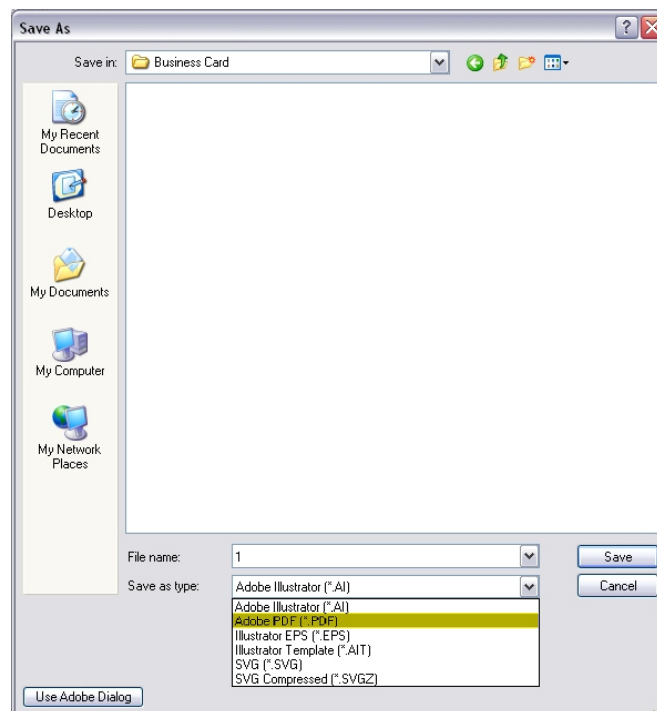 Save As
Save in:
Business Card
My Recent
Documents
Desktop
My Documents
My Computer
My Network
Places
File name:
1
Save
Save as type:
Adobe Illustrator (*.AI)
Cancel
Adobe Illustrator (*.AI)
Adobe PDF (*.PDF)
Illustrator EPS (*.EPS)
Illustrator Template (*.AIT)
SVG (*.SVG)
SVG Compressed (*.SVGZ)
Use Adobe Dialog